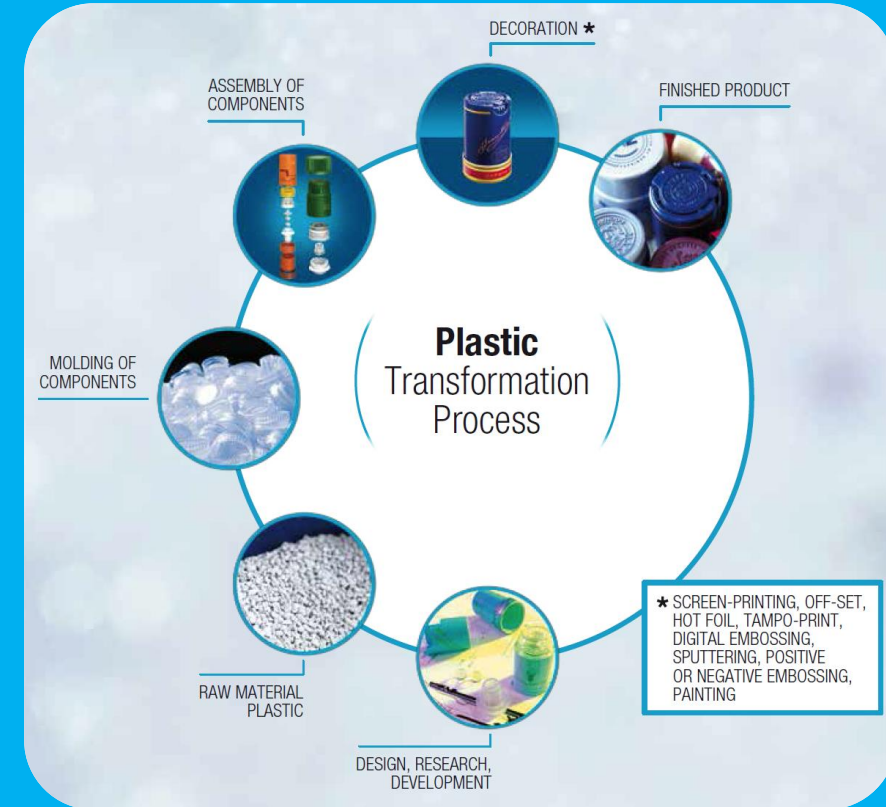 DECORATION *
ASSEMBLY OF
COMPONENTS
FINISHED PRODUCT
Plastic
Transformation
Process
MOLDING OF
COMPONENTS
* SCREEN-PRINTING, OFF-SET,
HOT FOIL, TAMPO-PRINT,
DIGITAL EMBOSSING,
SPUTTERING, POSITIVE
OR NEGATIVE EMBOSSING,
PAINTING
RAW MATERIAL
PLASTIC
DESIGN, RESEARCH,
DEVELOPMENT